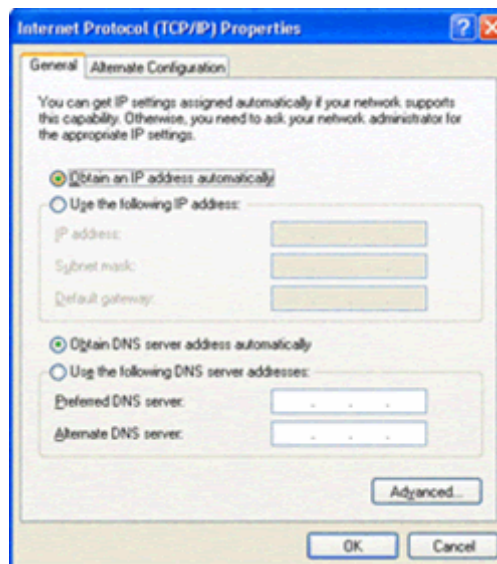 Internet Protocol (TCP/IP) Properties
General
Alternate Configuration
You can get IP settings assigned automatically if your network supports
this capability. Otherwise, you need to ask your network administrator for
the appropriate IP settings.
Obtain an IP address automatically
Use the following IP address:
IP address:
Subnet mask:
Default gateway:
Obtain DNS server address automatically
Use the following DNS server addresses:
Preferred DNS server:
Alternate DNS server:
Advanced...
OK
Cancel